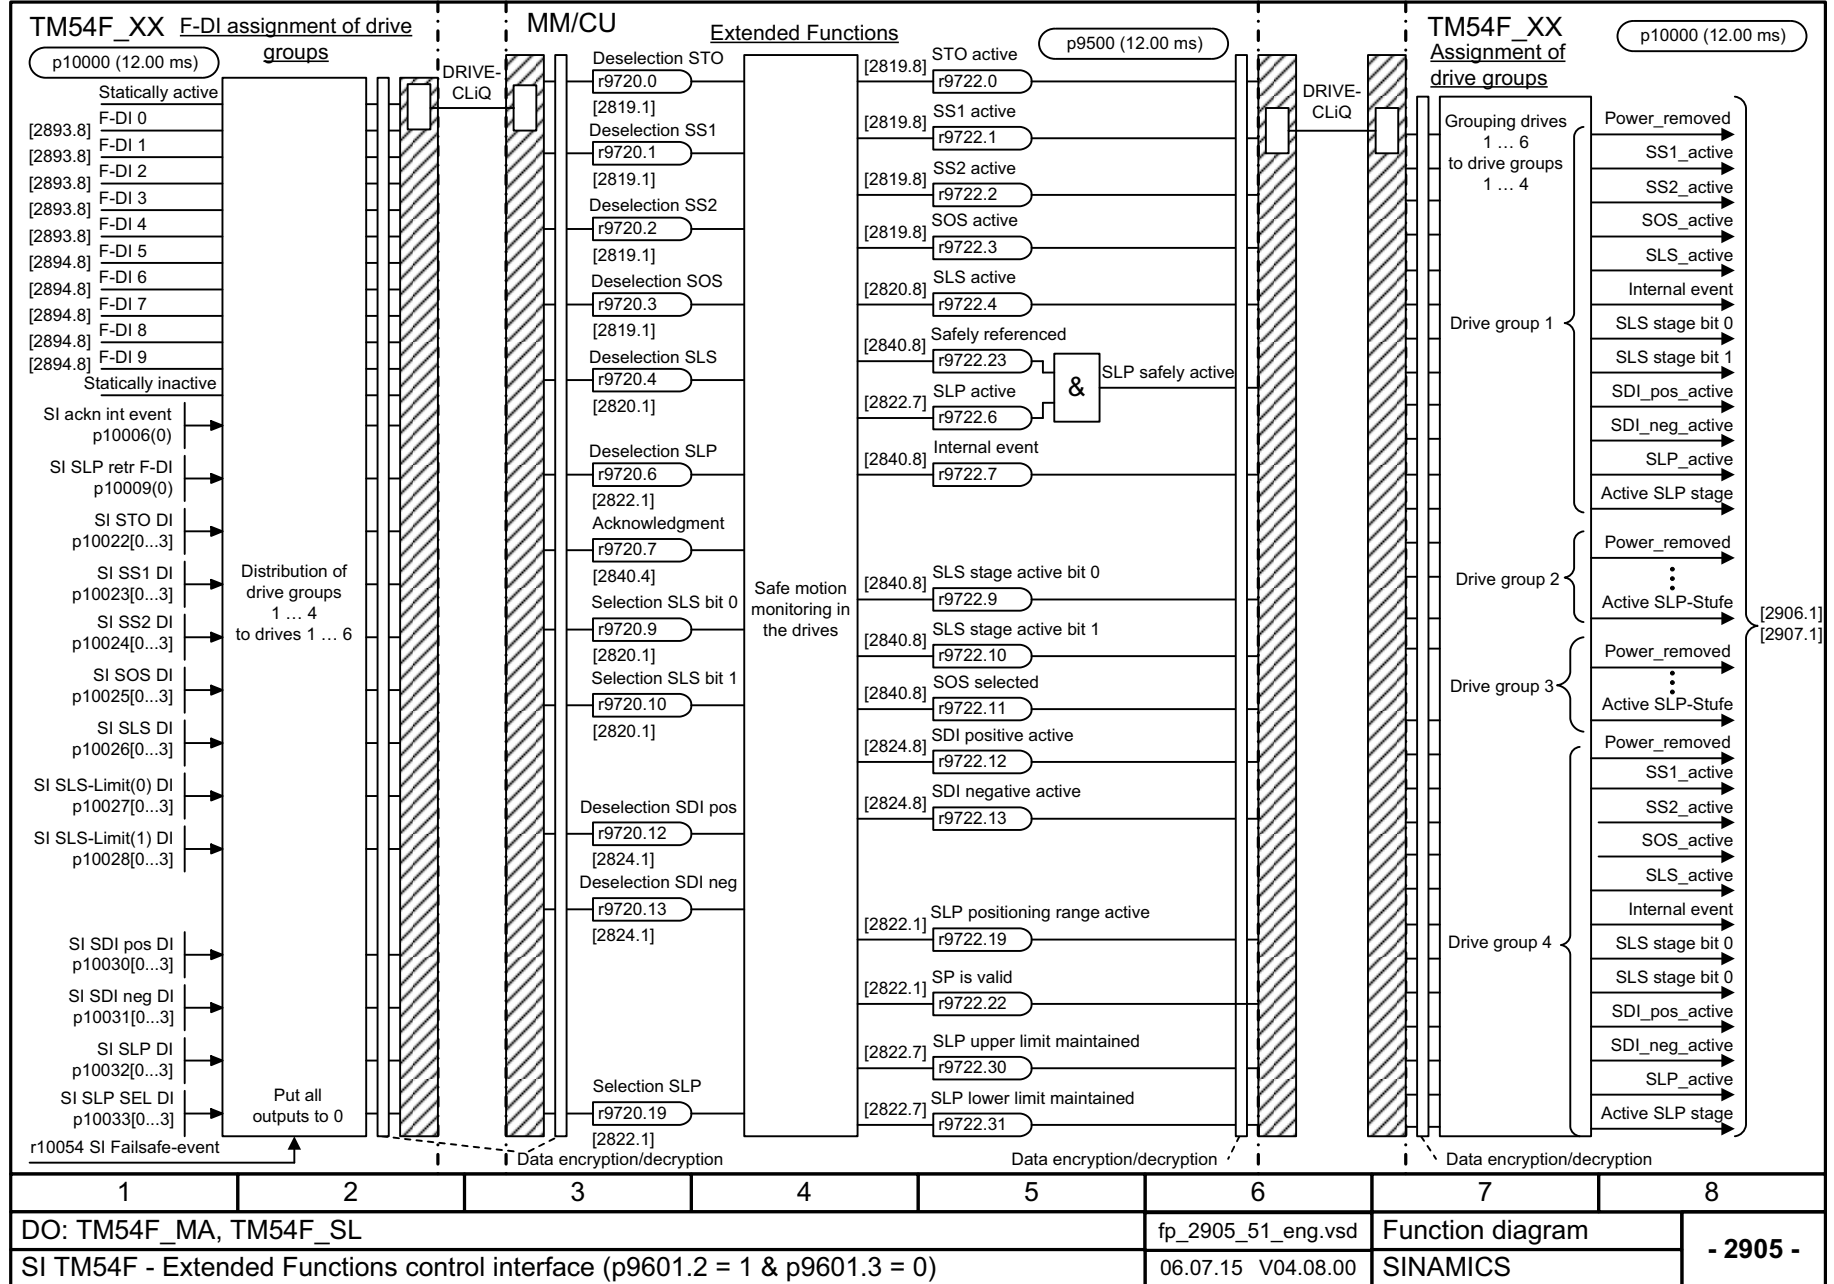 TM54F_XX F-DI assignment of drive groups
p10000 (12.00 ms)
Statically active
F-DI 0
[2893.8]
F-DI 1
[2893.8]
F-DI 2
[2893.8]
F-DI 3
[2893.8]
F-DI 4
[2893.8]
F-DI 5
[2894.8]
F-DI 6
[2894.8]
F-DI 7
[2894.8]
F-DI 8
[2894.8]
F-DI 9
[2894.8]
Statically inactive
SI ackn int event
p10006(0)
SI SLP retr F-DI
p10009(0)
SI STO DI
p10022[0...3]
SI SS1 DI
p10023[0...3]
SI SS2 DI
p10024[0...3]
SI SOS DI
p10025[0...3]
SI SLS DI
p10026[0...3]
SI SLS-Limit(0) DI
p10027[0...3]
SI SLS-Limit(1) DI
p10028[0...3]
SI SDI pos DI
p10030[0...3]
SI SDI neg DI
p10031[0...3]
SI SLP DI
p10032[0...3]
SI SLP SEL DI
p10033[0...3]
r10054 SI Failsafe-event
Distribution of
drive groups
1 ... 4
to drives 1 ... 6
Put all
outputs to 0
DRIVE-
CLiQ
MM/CU
Extended Functions
p9500 (12.00 ms)
Deselection STO
r9720.0
[2819.1]
Deselection SS1
r9720.1
[2819.1]
Deselection SS2
r9720.2
[2819.1]
Deselection SOS
r9720.3
[2819.1]
Deselection SLS
r9720.4
[2820.1]
Deselection SLP
r9720.6
[2822.1]
Acknowledgment
r9720.7
[2840.4]
Selection SLS bit 0
r9720.9
[2820.1]
Selection SLS bit 1
r9720.10
[2820.1]
Deselection SDI pos
r9720.12
[2824.1]
Deselection SDI neg
r9720.13
[2824.1]
Selection SLP
r9720.19
[2822.1]
Data encryption/decryption
Safe motion
monitoring in
the drives
STO active
[2819.8] r9722.0
SS1 active
[2819.8] r9722.1
SS2 active
[2819.8] r9722.2
SOS active
[2819.8] r9722.3
SLS active
[2820.8] r9722.4
Safely referenced
[2840.8] r9722.23
SLP active
[2822.7] r9722.6
&
SLP safely active
Internal event
[2840.8] r9722.7
SLS stage active bit 0
[2840.8] r9722.9
SLS stage active bit 1
[2840.8] r9722.10
SOS selected
[2840.8] r9722.11
SDI positive active
[2824.8] r9722.12
SDI negative active
[2824.8] r9722.13
SLP positioning range active
[2822.1] r9722.19
SP is valid
[2822.1] r9722.22
SLP upper limit maintained
[2822.7] r9722.30
SLP lower limit maintained
[2822.7] r9722.31
Data encryption/decryption
DRIVE-
CLiQ
TM54F_XX
Assignment of
drive groups
p10000 (12.00 ms)
Grouping drives
1 ... 6
to drive groups
1 ... 4
Drive group 1
Power_removed
SS1_active
SS2_active
SOS_active
SLS_active
Internal event
SLS stage bit 0
SLS stage bit 1
SDI_pos_active
SDI_neg_active
SLP_active
Active SLP stage
Drive group 2
Power_removed
Active SLP-Stufe
Drive group 3
Power_removed
Active SLP-Stufe
Drive group 4
Power_removed
SS1_active
SS2_active
SOS_active
SLS_active
Internal event
SLS stage bit 0
SLS stage bit 0
SDI_pos_active
SDI_neg_active
SLP_active
Active SLP stage
[2906.1]
[2907.1]
Data encryption/decryption
1 2 3 4 5 6 7 8
DO: TM54F_MA, TM54F_SL
fp_2905_51_eng.vsd Function diagram
- 2905 -
SI TM54F - Extended Functions control interface (p9601.2 = 1 & p9601.3 = 0)
06.07.15 V04.08.00 SINAMICS